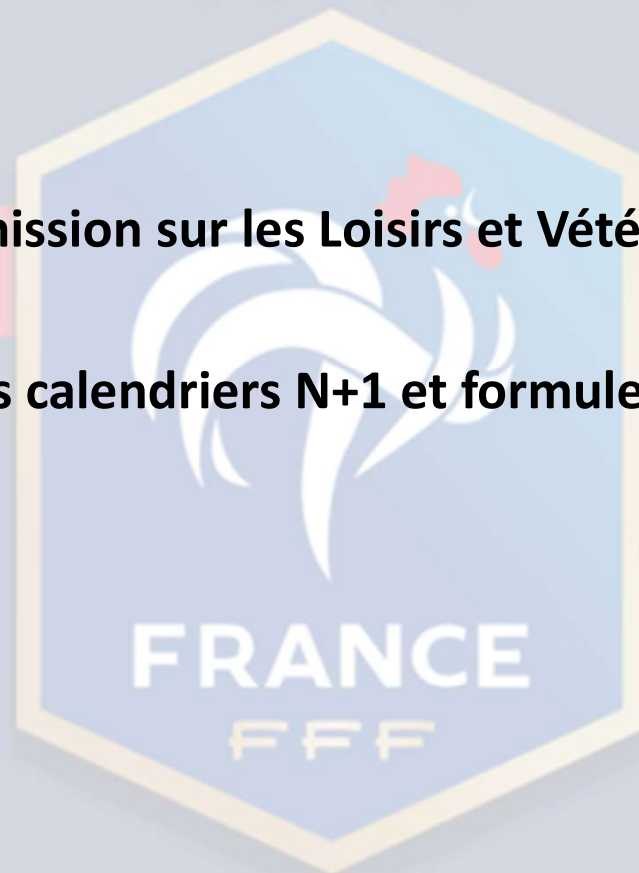 mission sur les Loisirs et Vété
s calendriers N+1 et formule
FRANCE
FFF